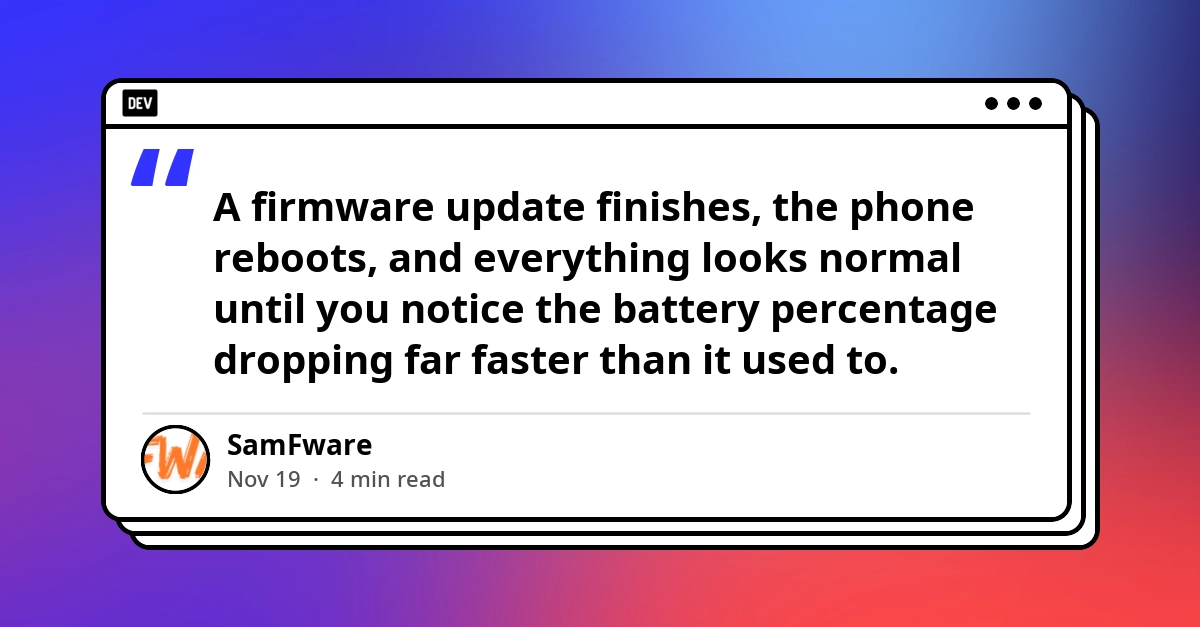 DEV
“
A firmware update finishes, the phone
reboots, and everything looks normal
until you notice the battery percentage
dropping far faster than it used to.
FW
SamFware
Nov 19 · 4 min read